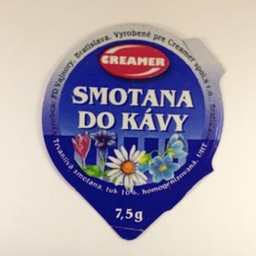 Výrobca: PD Vajnory, Bratislava. Vyrobené pre Creamer spol. s r.o.
CREAMER
SMOTANA
DO KÁVY
Trvanlivá smotana, tuk 10%, homogenizovaná, UHT.
7,5g